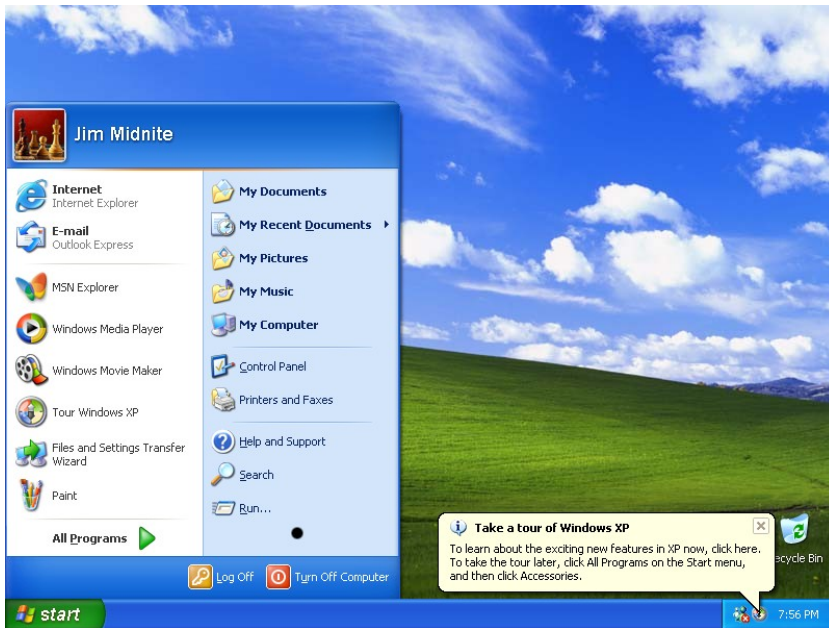 Jim Midnite
Internet
Internet Explorer
E-mail
Outlook Express
MSN Explorer
Windows Media Player
Windows Movie Maker
Tour Windows XP
Files and Settings Transfer
Wizard
Paint
All Programs
My Documents
My Recent Documents
My Pictures
My Music
My Computer
Control Panel
Printers and Faxes
Help and Support
Search
Run...
Log Off
Turn Off Computer
Take a tour of Windows XP
To learn about the exciting new features in XP now, click here.
To take the tour later, click All Programs on the Start menu,
and then click Accessories.
ecycle Bin
start
7:56 PM